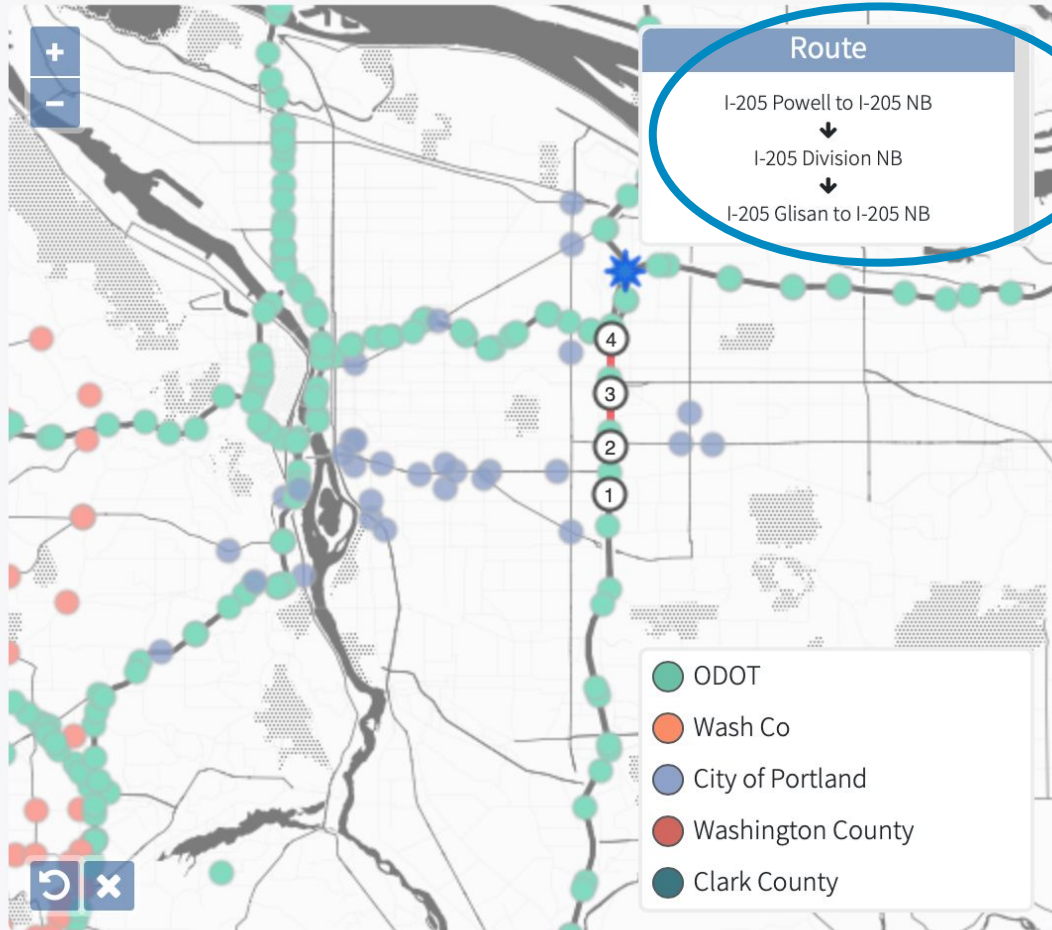 +
−
Route
I-205 Powell to I-205 NB
I-205 Division NB
I-205 Glisan to I-205 NB
4
3
2
1
ODOT
Wash Co
City of Portland
Washington County
Clark County